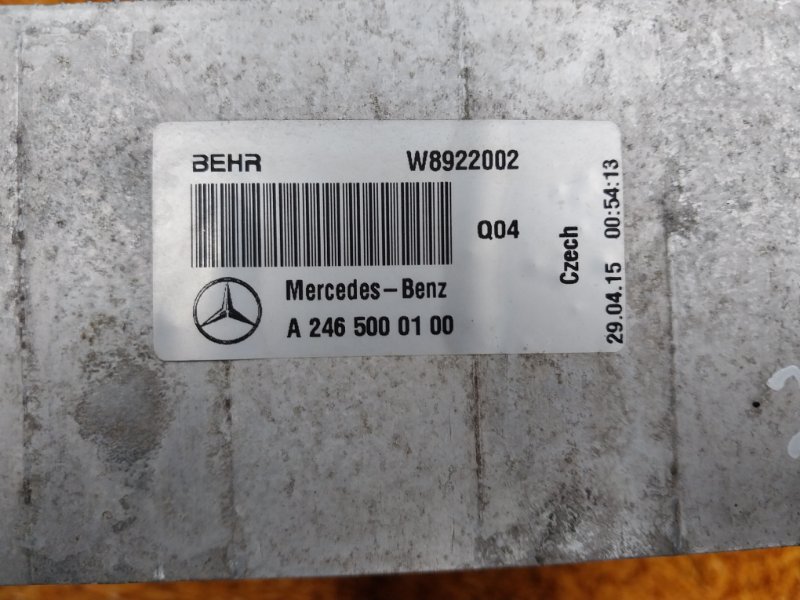 BEHR W8922002
Q04
Mercedes-Benz
A 246 500 01 00
Czech
29.04.15 00:54:13